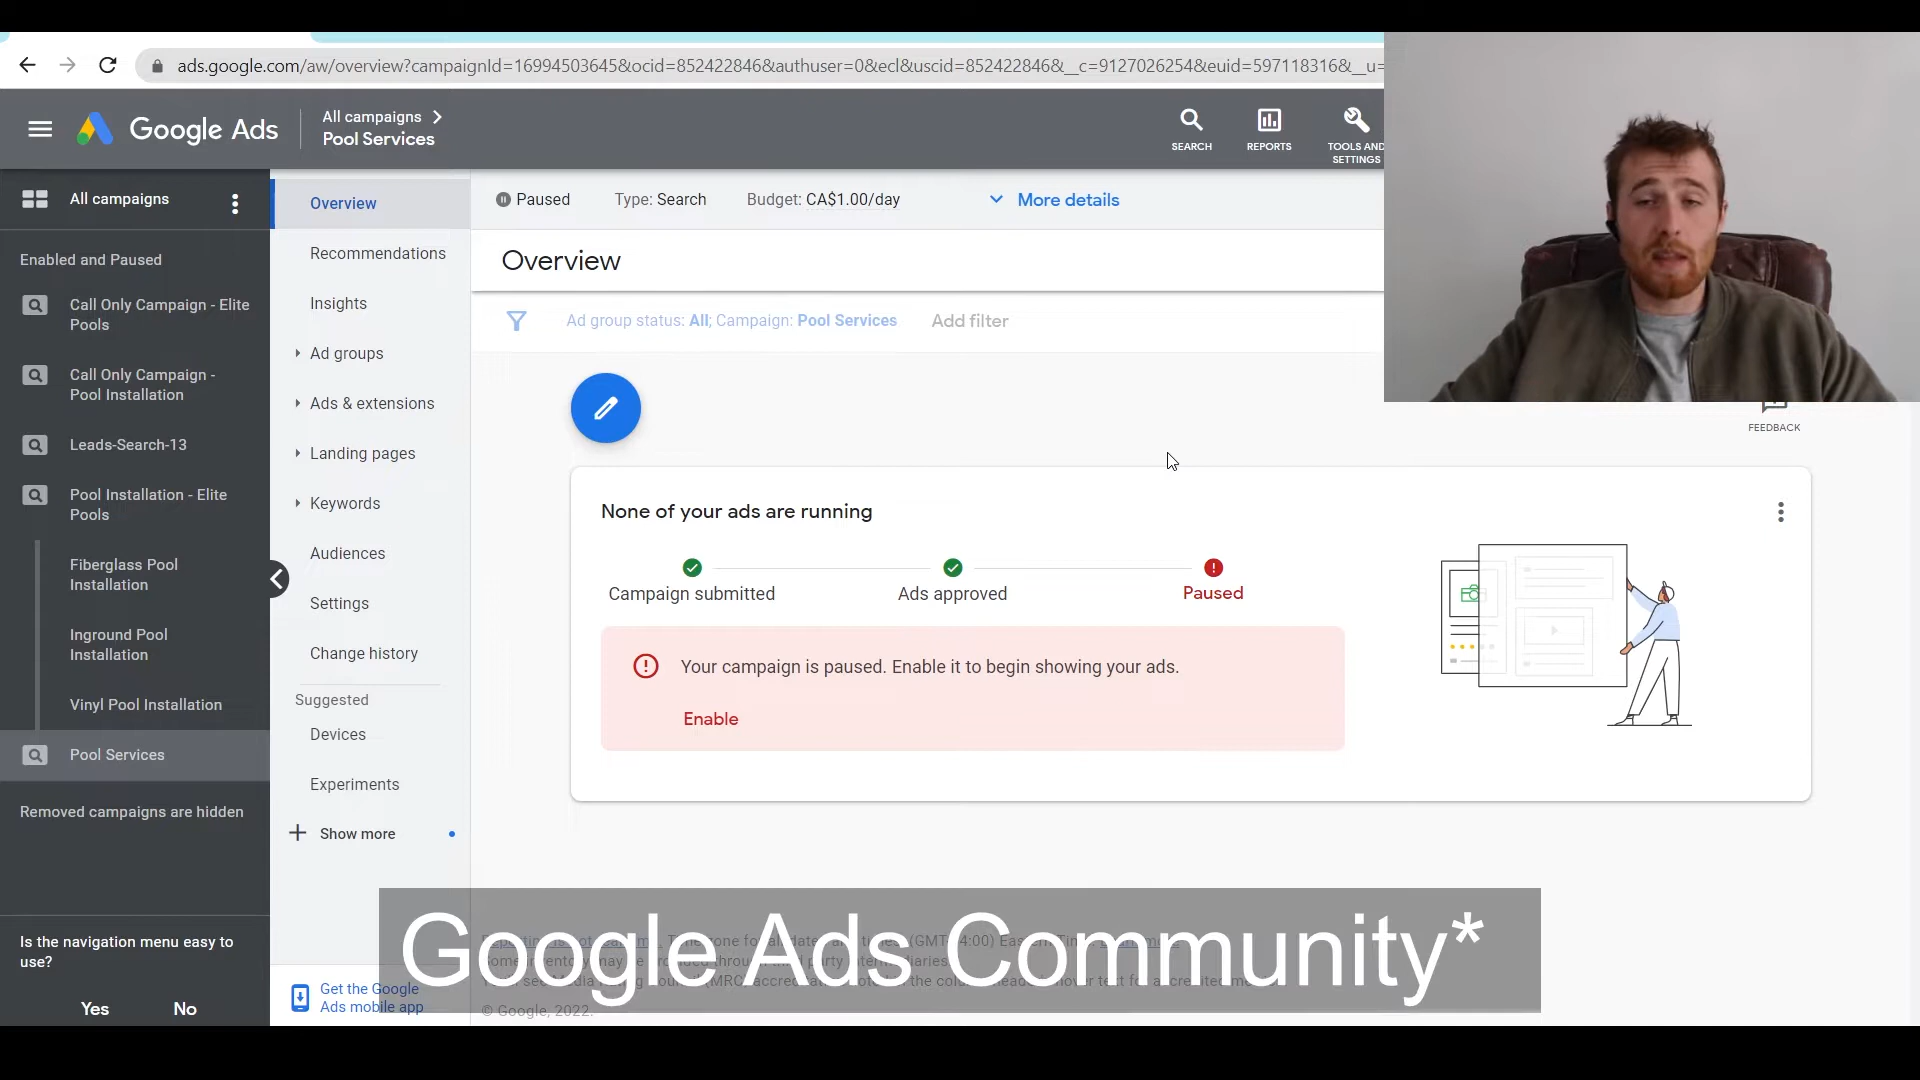 ads.google.com/aw/overview?campaignId=16994503645&ocid=852422846&authuser=0&ecl&uscid=852422846&__c=9127026254&euid=5971118316&__u=
Google Ads
All campaigns
Pool Services
SEARCH
REPORTS
TOOLS AND
SETTINGS
All campaigns
Enabled and Paused
Call Only Campaign - Elite
Pools
Call Only Campaign -
Pool Installation
Leads-Search-13
Pool Installation - Elite
Pools
Fiberglass Pool
Installation
Inground Pool
Installation
Vinyl Pool Installation
Pool Services
Removed campaigns are hidden
Is the navigation menu easy to
use?
Yes
No
Overview
Recommendations
Insights
Ad groups
Ads & extensions
Landing pages
Keywords
Audiences
Settings
Change history
Suggested
Devices
Experiments
Show more
Get the Google
Ads mobile app
Paused
Type: Search
Budget: CA$1.00/day
More details
Overview
Ad group status: All; Campaign: Pool Services
Add filter
FEEDBACK
None of your ads are running
Campaign submitted
Ads approved
Paused
Your campaign is paused. Enable it to begin showing your ads.
Enable
Google Ads Community*
© Google, 2022.